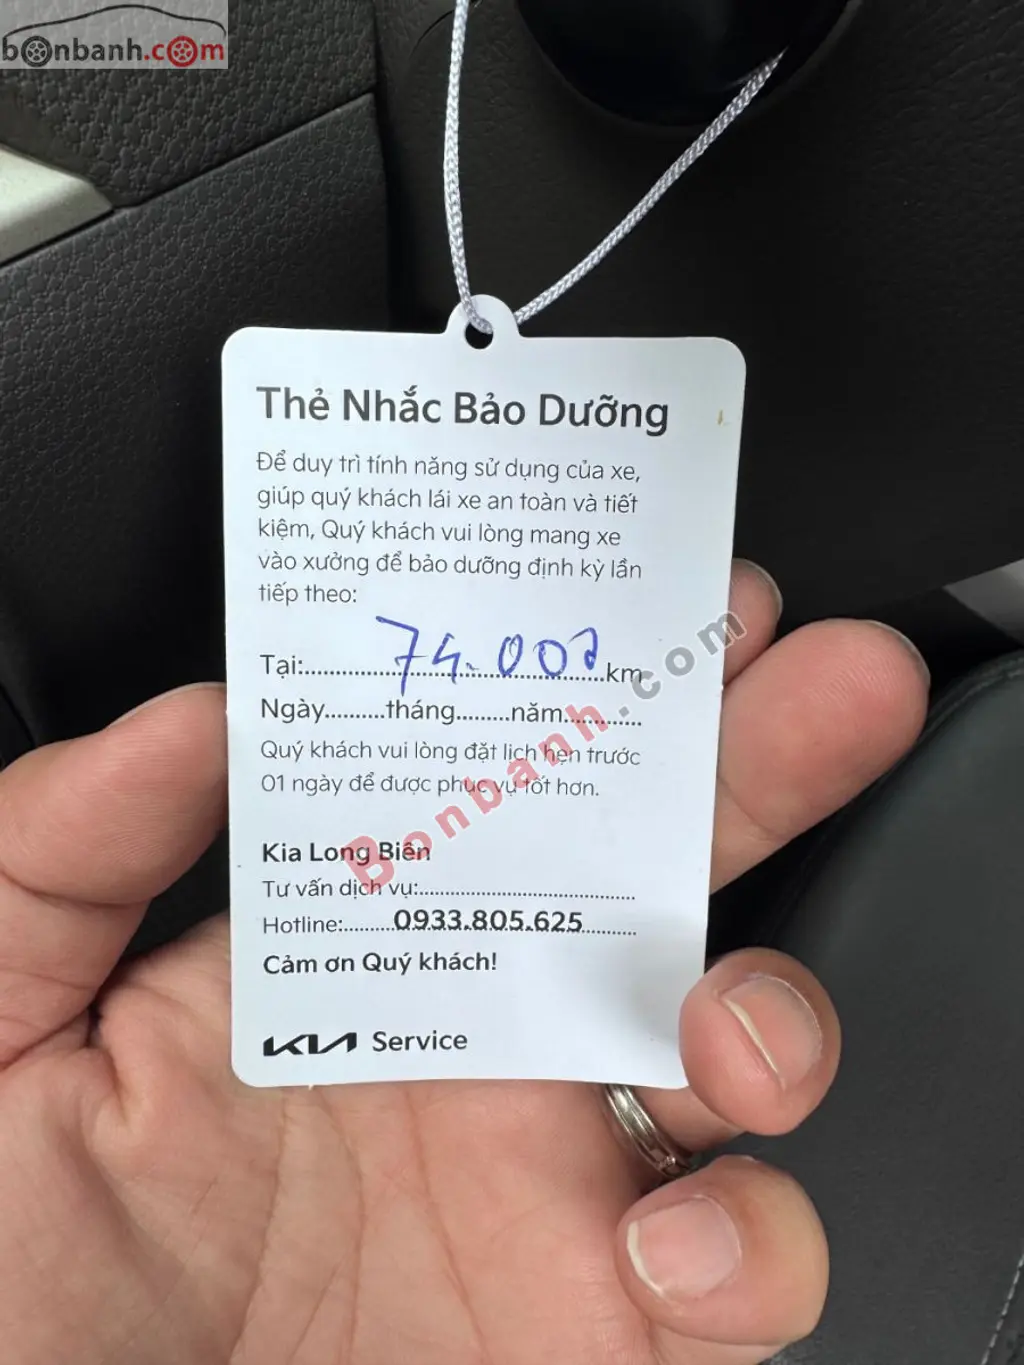 bonbanh.com
Thẻ Nhắc Bảo Dưỡng
Để duy trì tính năng sử dụng của xe,
giúp quý khách lái xe an toàn và tiết
kiệm, Quý khách vui lòng mang xe
vào xưởng để bảo dưỡng định kỳ lần
tiếp theo:
Tại:..........74.000..........km
Ngày..........tháng.........năm.............
Quý khách vui lòng đặt lịch hẹn trước
01 ngày để được phục vụ tốt hơn.
Bonbanh.com
Kia Long Biên
Tư vấn dịch vụ:....................................
Hotline:.........0933.805.625.........
Cảm ơn Quý khách!
KIA Service